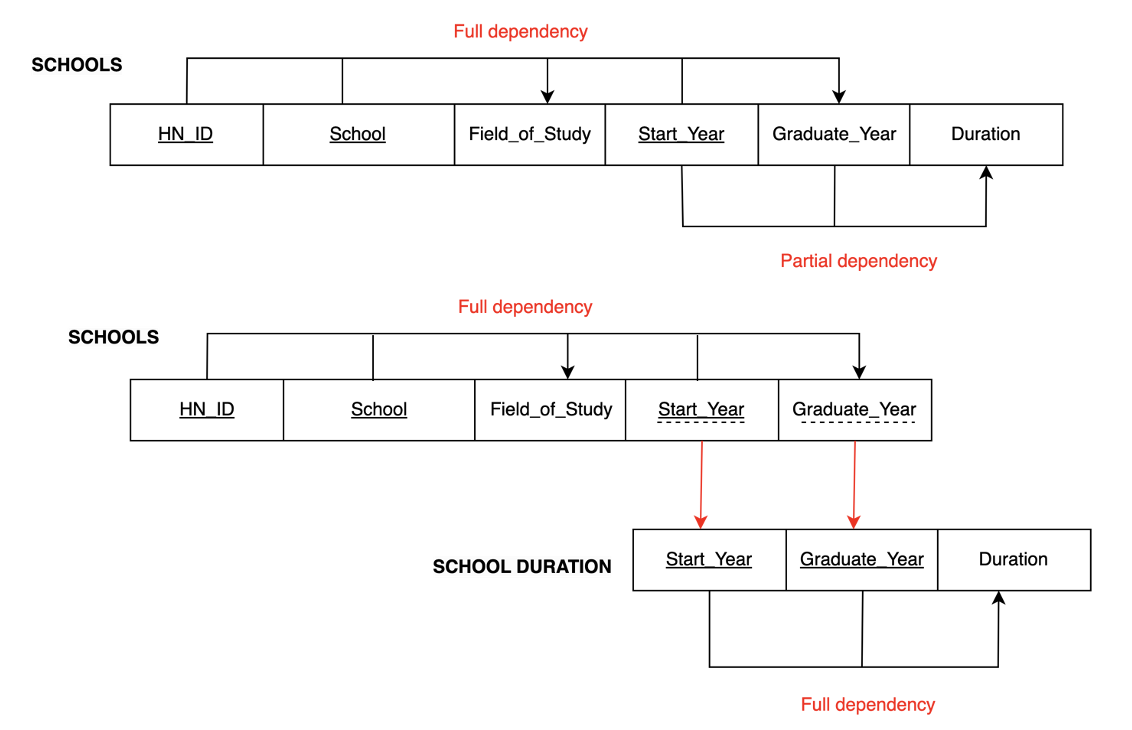 Full dependency
SCHOOLS
HN_ID School Field_of_Study Start_Year Graduate_Year Duration
Partial dependency
Full dependency
SCHOOLS
HN_ID School Field_of_Study Start_Year Graduate_Year
SCHOOL DURATION
Start_Year Graduate_Year Duration
Full dependency